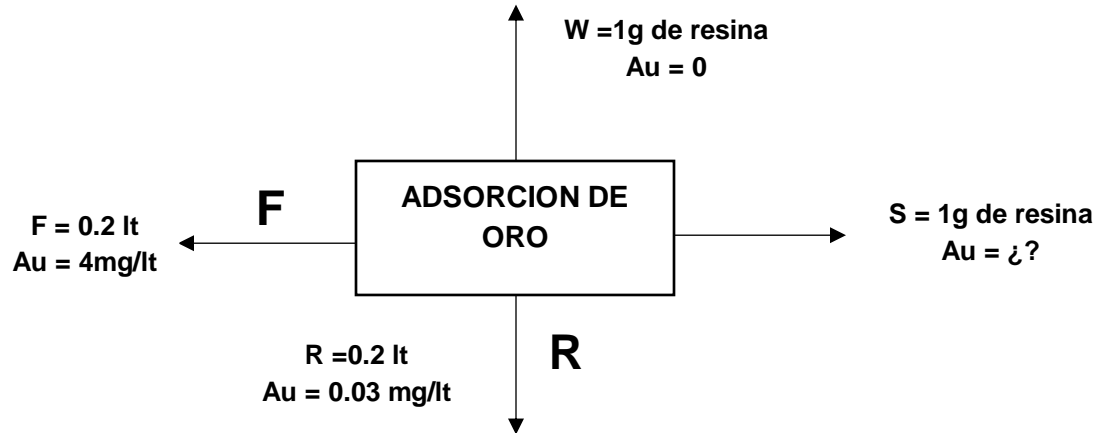 W =1g de resina
Au = 0
ADSORCION DE
ORO
F
F = 0.2 lt
Au = 4mg/lt
S = 1g de resina
Au = ¿?
R =0.2 lt
Au = 0.03 mg/lt
R